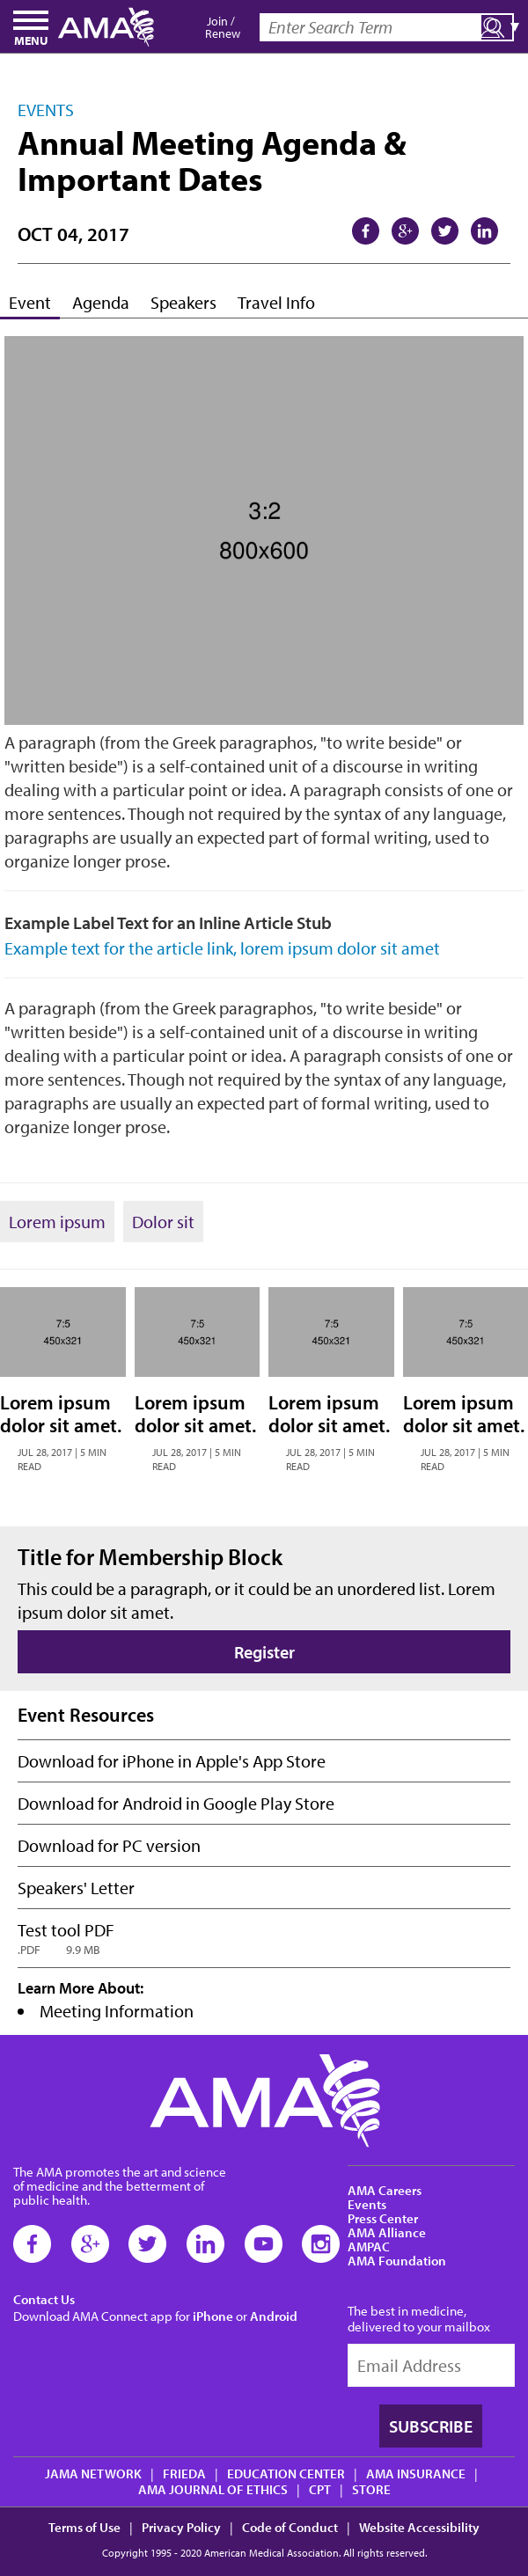 MENU
AMA
Join /
Renew
Enter Search Term
EVENTS
Annual Meeting Agenda &
Important Dates
OCT 04, 2017
Event Agenda Speakers Travel Info
3:2
800x600
A paragraph (from the Greek paragraphos, "to write beside" or
"written beside") is a self-contained unit of a discourse in writing
dealing with a particular point or idea. A paragraph consists of one or
more sentences. Though not required by the syntax of any language,
paragraphs are usually an expected part of formal writing, used to
organize longer prose.
Example Label Text for an Inline Article Stub
Example text for the article link, lorem ipsum dolor sit amet
A paragraph (from the Greek paragraphos, "to write beside" or
"written beside") is a self-contained unit of a discourse in writing
dealing with a particular point or idea. A paragraph consists of one or
more sentences. Though not required by the syntax of any language,
paragraphs are usually an expected part of formal writing, used to
organize longer prose.
Lorem ipsum Dolor sit
7:5
450x321
Lorem ipsum
dolor sit amet.
JUL 28, 2017 | 5 MIN
READ
7:5
450x321
Lorem ipsum
dolor sit amet.
JUL 28, 2017 | 5 MIN
READ
7:5
450x321
Lorem ipsum
dolor sit amet.
JUL 28, 2017 | 5 MIN
READ
7:5
450x321
Lorem ipsum
dolor sit amet.
JUL 28, 2017 | 5 MIN
READ
Title for Membership Block
This could be a paragraph, or it could be an unordered list. Lorem
ipsum dolor sit amet.
Register
Event Resources
Download for iPhone in Apple's App Store
Download for Android in Google Play Store
Download for PC version
Speakers' Letter
Test tool PDF
.PDF 9.9 MB
Learn More About:
• Meeting Information
AMA
The AMA promotes the art and science
of medicine and the betterment of
public health.
Contact Us
Download AMA Connect app for iPhone or Android
AMA Careers
Events
Press Center
AMA Alliance
AMPAC
AMA Foundation
The best in medicine,
delivered to your mailbox
Email Address
SUBSCRIBE
JAMA NETWORK | FRIEDA | EDUCATION CENTER | AMA INSURANCE |
AMA JOURNAL OF ETHICS | CPT | STORE
Terms of Use | Privacy Policy | Code of Conduct | Website Accessibility
Copyright 1995 - 2020 American Medical Association. All rights reserved.